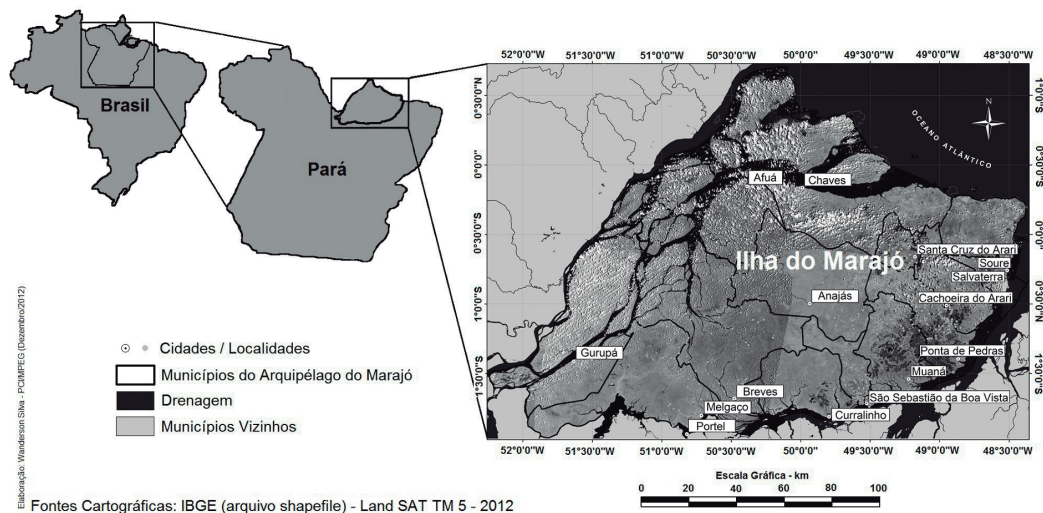 Brasil
Pará
52°0'0"W 51°30'0"W 51°0'0"W 50°30'0"W 50°0'0"W 49°30'0"W 49°0'0"W 48°30'0"W
0°30'0"N
0°0'0"
0°30'0"S
1°0'0"S
1°30'0"S
1°0'0"S
0°30'0"S
0°0'0"S
0°30'0"N
1°30'0"S
N
OCEANO ATLÂNTICO
Afuá
Chaves
Santa Cruz do Arari
Ilha do Marajó
Soure
Salvaterra
Anajás
Cachoeira do Arari
Gurupá
Ponta de Pedras
Muaná
Breves
São Sebastião da Boa Vista
Melgaço
Curralinho
Portel
52°0'0"W 51°30'0"W 51°0'0"W 50°30'0"W 50°0'0"W 49°30'0"W 49°0'0"W 48°30'0"W
Cidades / Localidades
Municípios do Arquipélago do Marajó
Drenagem
Municípios Vizinhos
Escala Gráfica - km
0 20 40 60 80 100
Elaboração: Wanderson Silva - PCI/MPEG (Dezembro/2012)
Fontes Cartográficas: IBGE (arquivo shapefile) - Land SAT TM 5 - 2012